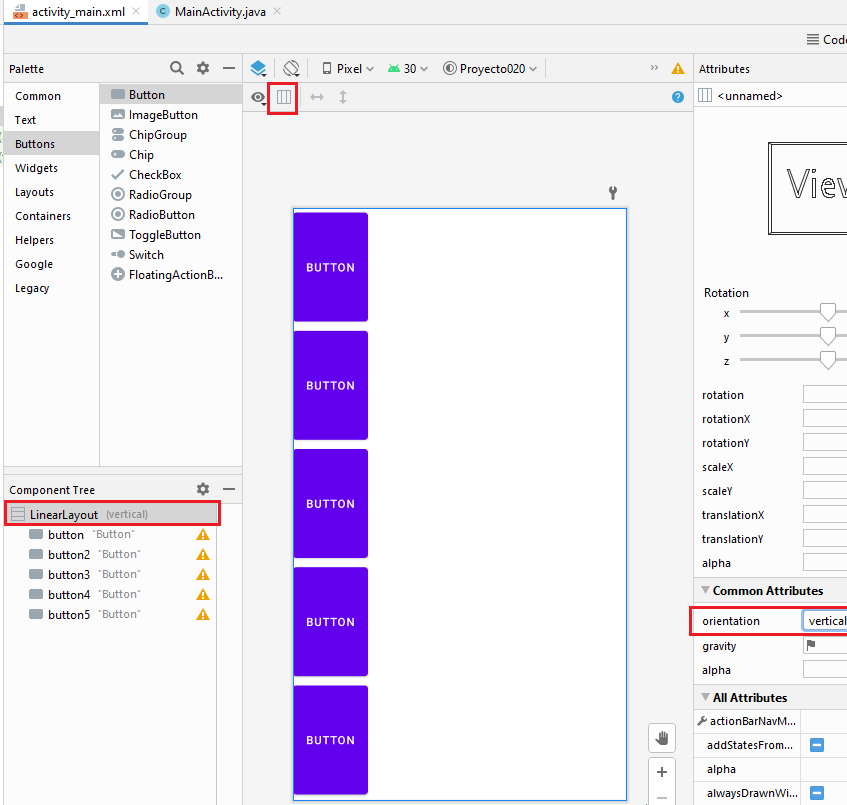 activity_main.xml
MainActivity.java
Code
Palette
Pixel
30
Proyecto020
Attributes
Common
Text
Buttons
Widgets
Layouts
Containers
Helpers
Google
Legacy
Button
ImageButton
ChipGroup
Chip
CheckBox
RadioGroup
RadioButton
ToggleButton
Switch
FloatingActionB...
<unnamed>
View
BUTTON
BUTTON
BUTTON
BUTTON
BUTTON
Component Tree
LinearLayout (vertical)
button "Button"
button2 "Button"
button3 "Button"
button4 "Button"
button5 "Button"
Rotation
x
y
z
rotation
rotationX
rotationY
scaleX
scaleY
translationX
translationY
alpha
Common Attributes
orientation vertical
gravity
alpha
All Attributes
actionBarNavM...
addStatesFrom...
alpha
alwaysDrawnWi...